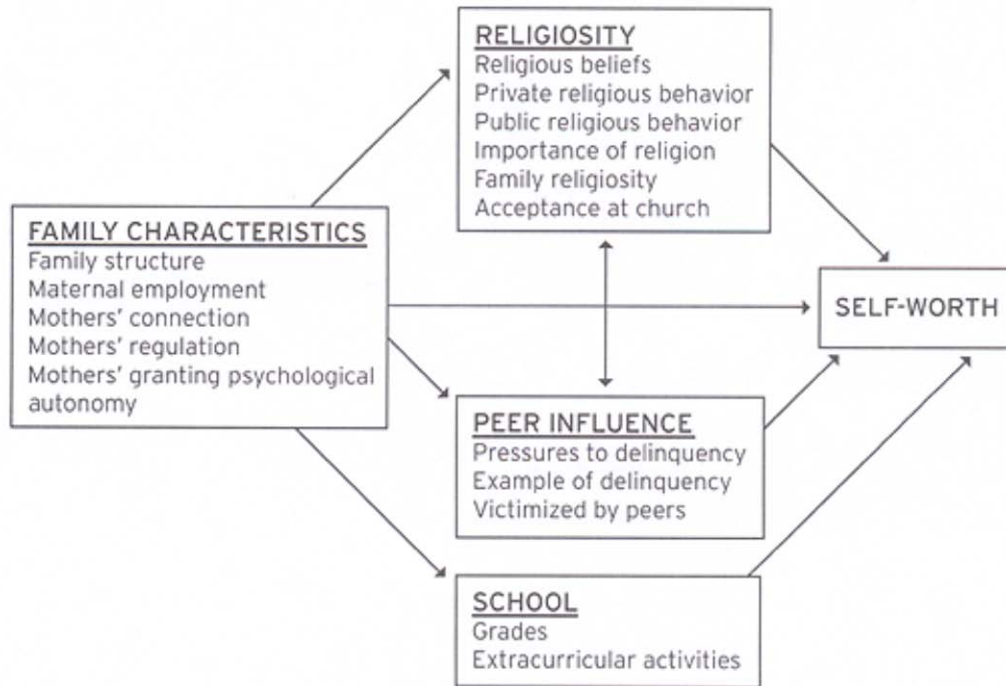 RELIGIOSITY
Religious beliefs
Private religious behavior
Public religious behavior
Importance of religion
Family religiosity
Acceptance at church
FAMILY CHARACTERISTICS
Family structure
Maternal employment
Mothers' connection
Mothers' regulation
Mothers' granting psychological
autonomy
SELF-WORTH
PEER INFLUENCE
Pressures to delinquency
Example of delinquency
Victimized by peers
SCHOOL
Grades
Extracurricular activities